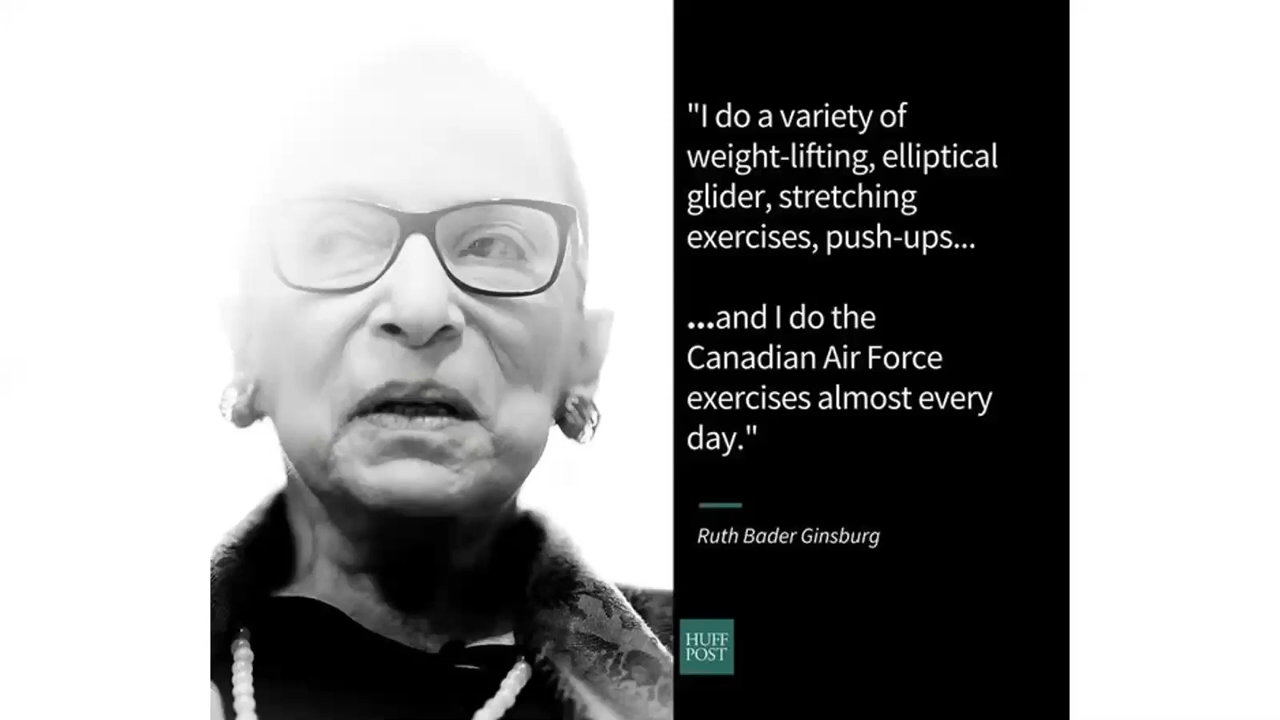 "I do a variety of
weight-lifting, elliptical
glider, stretching
exercises, push-ups...
...and I do the
Canadian Air Force
exercises almost every
day."
Ruth Bader Ginsburg
HUFF
POST